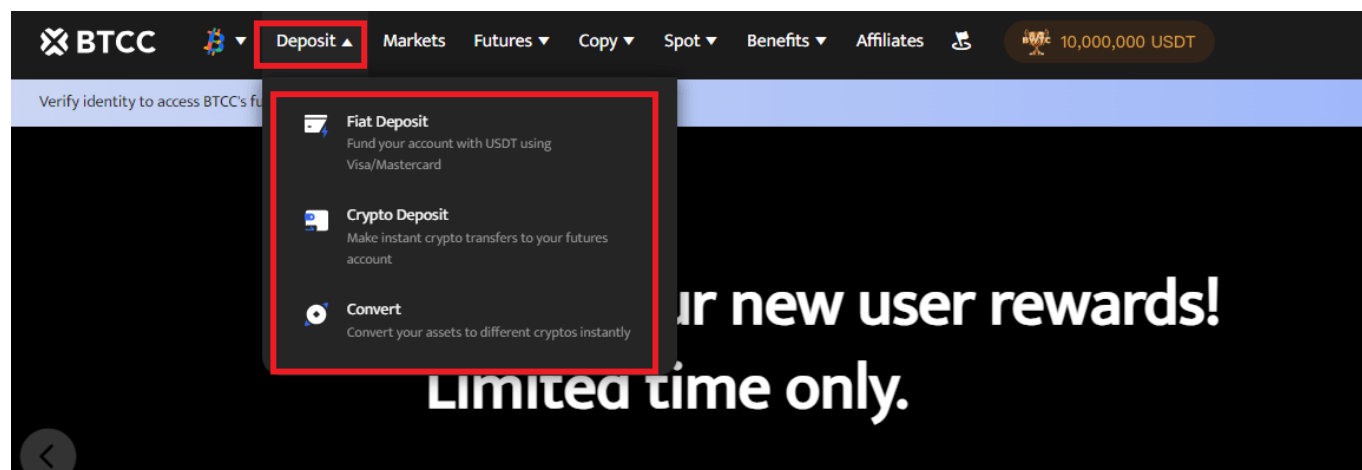 BTCC
Deposit
Markets
Futures
Copy
Spot
Benefits
Affiliates
10,000,000 USDT
Verify identity to access BTCC's fu
Fiat Deposit
Fund your account with USDT using
Visa/Mastercard
Crypto Deposit
Make instant crypto transfers to your futures
account
Convert
Convert your assets to different cryptos instantly
ur new user rewards!
Limited time only.